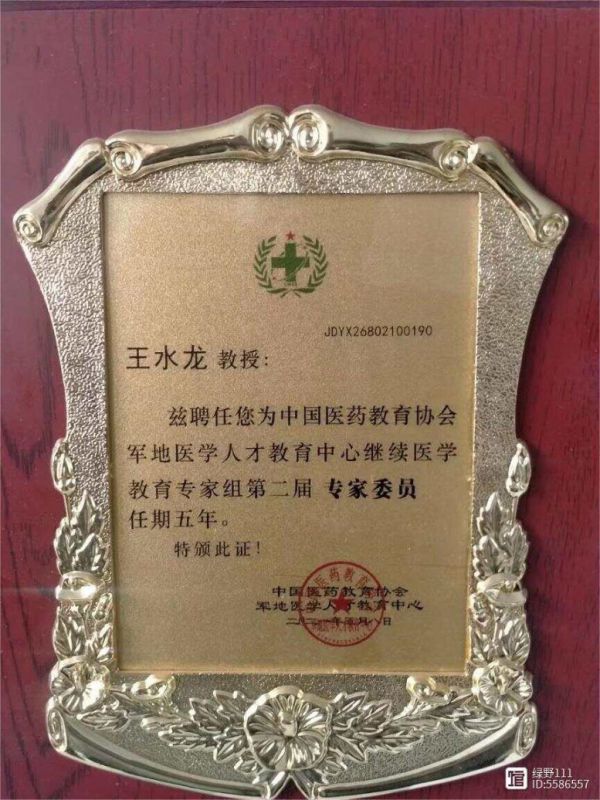 JDYX26802100190
王水龙 教授：
兹聘任您为中国医药教育协会
军地医学人才教育中心继续医学
教育专家组第二届 专家委员
任期五年。
特颁此证！
中国医药教育协会
军地医学人才教育中心
绿野111
ID:5586557